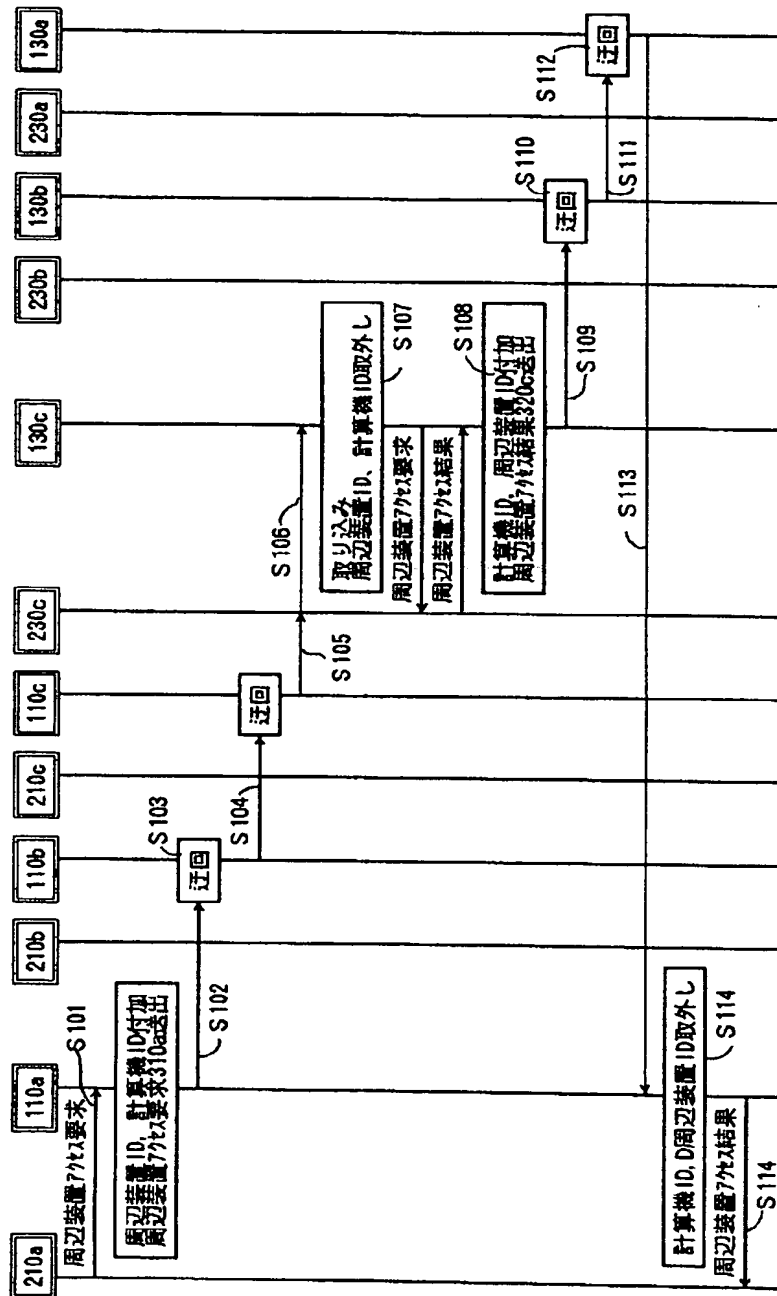 210a
110a
210b
110b
210c
110c
230c
130c
230b
130b
230a
130a
周辺装置アクセス要求
S101
周辺装置ID, 計算機ID付加
周辺装置アクセス要求310a送出
S102
迂回
S103
S104
迂回
S105
S106
取り込み
周辺装置ID、計算機ID取外し
S107
周辺装置アクセス要求
周辺装置アクセス結果
計算機ID, 周辺装置ID付加
周辺装置アクセス結果320c送出
S108
S109
迂回
S110
S111
迂回
S112
S113
計算機ID,D周辺装置ID取外し
S114
周辺装置アクセス結果
S114